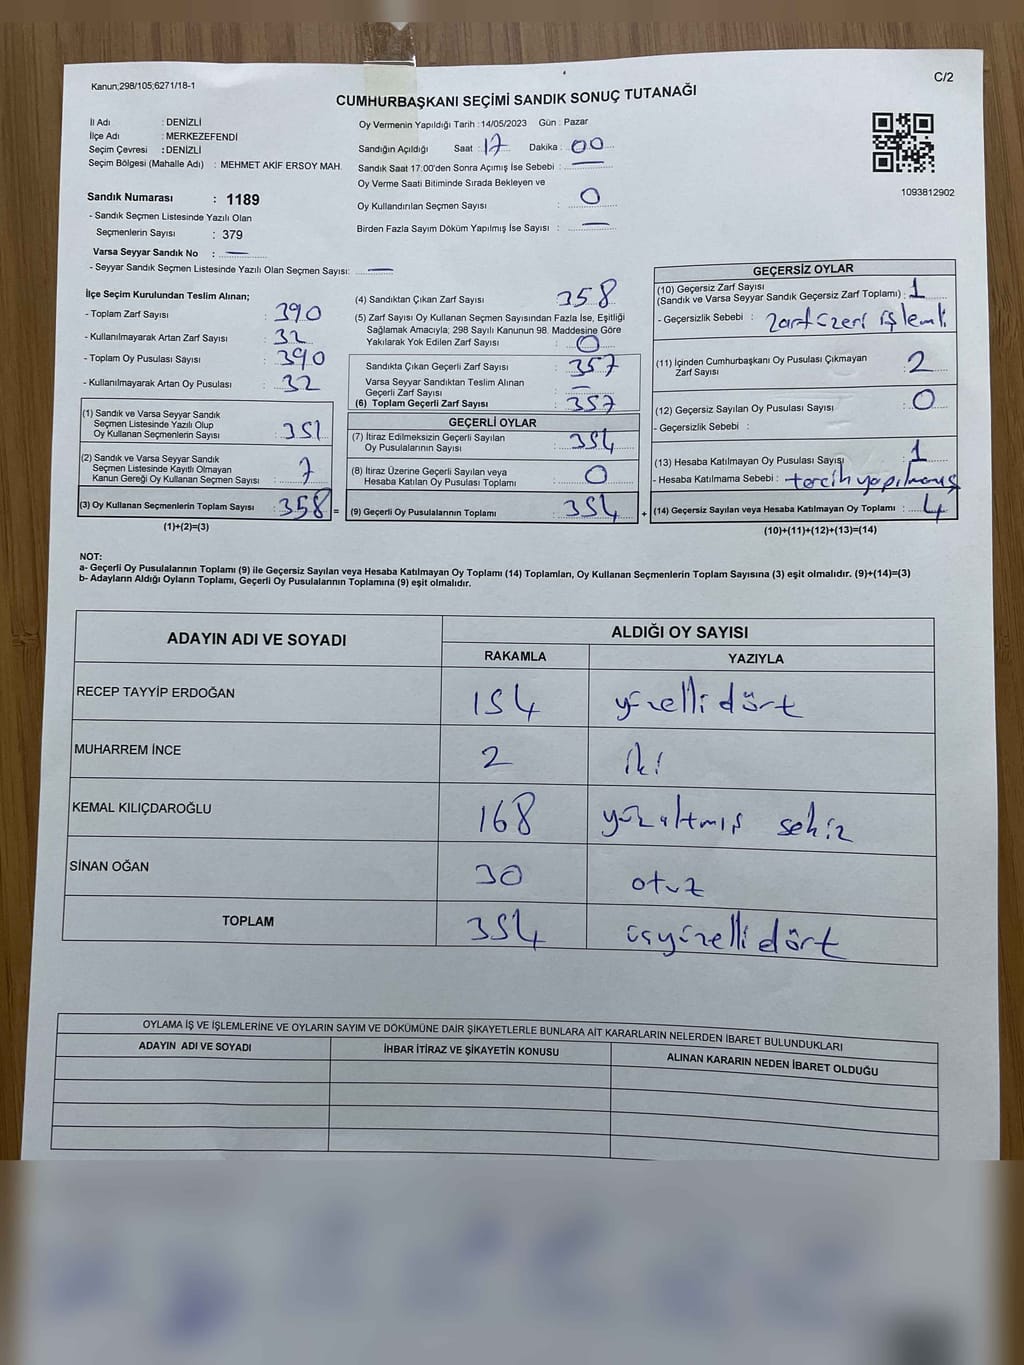 Kanun;298/105;6271/18-1
C/2
CUMHURBAŞKANI SEÇİMİ SANDIK SONUÇ TUTANAĞI
İl Adı : DENİZLİ
İlçe Adı : MERKEZEFENDİ
Seçim Çevresi : DENİZLİ
Seçim Bölgesi (Mahalle Adı) : MEHMET AKİF ERSOY MAH.
Sandık Numarası : 1189
- Sandık Seçmen Listesinde Yazılı Olan
Seçmenlerin Sayısı : 379
Varsa Seyyar Sandık No : —
- Seyyar Sandık Seçmen Listesinde Yazılı Olan Seçmen Sayısı: —
Oy Vermenin Yapıldığı Tarih : 14/05/2023 Gün : Pazar
Sandığın Açıldığı Saat : 17 Dakika : 00
Sandık Saat 17:00'den Sonra Açımış İse Sebebi : —
Oy Verme Saati Bitiminde Sırada Bekleyen ve
Oy Kullandırılan Seçmen Sayısı : 0
Birden Fazla Sayım Döküm Yapılmış İse Sayısı : —
1093812902
İlçe Seçim Kurulundan Teslim Alınan;
- Toplam Zarf Sayısı : 390
- Kullanılmayarak Artan Zarf Sayısı : 32
- Toplam Oy Pusulası Sayısı : 390
- Kullanılmayarak Artan Oy Pusulası : 32
(1) Sandık ve Varsa Seyyar Sandık
Seçmen Listesinde Yazılı Olup
Oy Kullanan Seçmenlerin Sayısı : 351
(2) Sandık ve Varsa Seyyar Sandık
Seçmen Listesinde Kayıtlı Olmayan
Kanun Gereği Oy Kullanan Seçmen Sayısı : 7
(3) Oy Kullanan Seçmenlerin Toplam Sayısı : 358 =
(1)+(2)=(3)
(4) Sandıktan Çıkan Zarf Sayısı : 358
(5) Zarf Sayısı Oy Kullanan Seçmen Sayısından Fazla İse, Eşitliği
Sağlamak Amacıyla; 298 Sayılı Kanunun 98. Maddesine Göre
Yakılarak Yok Edilen Zarf Sayısı : 0
Sandıkta Çıkan Geçerli Zarf Sayısı : 357
Varsa Seyyar Sandıktan Teslim Alınan
Geçerli Zarf Sayısı : —
(6) Toplam Geçerli Zarf Sayısı : 357
GEÇERLİ OYLAR
(7) İtiraz Edilmeksizin Geçerli Sayılan
Oy Pusulalarının Sayısı : 354
(8) İtiraz Üzerine Geçerli Sayılan veya
Hesaba Katılan Oy Pusulası Toplamı : 0
(9) Geçerli Oy Pusulalarının Toplamı : 354 +
GEÇERSİZ OYLAR
(10) Geçersiz Zarf Sayısı
(Sandık ve Varsa Seyyar Sandık Geçersiz Zarf Toplamı) : 1
- Geçersizlik Sebebi : zarf üzeri işlemli
(11) İçinden Cumhurbaşkanı Oy Pusulası Çıkmayan
Zarf Sayısı : 2
(12) Geçersiz Sayılan Oy Pusulası Sayısı : 0
- Geçersizlik Sebebi :
(13) Hesaba Katılmayan Oy Pusulası Sayısı : 1
- Hesaba Katılmama Sebebi : tercih yapılmamış
(14) Geçersiz Sayılan veya Hesaba Katılmayan Oy Toplamı : 4
(10)+(11)+(12)+(13)=(14)
NOT:
a- Geçerli Oy Pusulalarının Toplamı (9) ile Geçersiz Sayılan veya Hesaba Katılmayan Oy Toplamı (14) Toplamları, Oy Kullanan Seçmenlerin Toplam Sayısına (3) eşit olmalıdır. (9)+(14)=(3)
b- Adayların Aldığı Oyların Toplamı, Geçerli Oy Pusulalarının Toplamına (9) eşit olmalıdır.
ADAYIN ADI VE SOYADI
ALDIĞI OY SAYISI
RAKAMLA YAZIYLA
RECEP TAYYİP ERDOĞAN 154 yüzelli dört
MUHARREM İNCE 2 iki
KEMAL KILIÇDAROĞLU 168 yüzaltmış sekiz
SİNAN OĞAN 30 otuz
TOPLAM 354 üçyüzelli dört
OYLAMA İŞ VE İŞLEMLERİNE VE OYLARIN SAYIM VE DÖKÜMÜNE DAİR ŞİKAYETLERLE BUNLARA AİT KARARLARIN NELERDEN İBARET BULUNDUKLARI
ADAYIN ADI VE SOYADI İHBAR İTİRAZ VE ŞİKAYETİN KONUSU ALINAN KARARIN NEDEN İBARET OLDUĞU